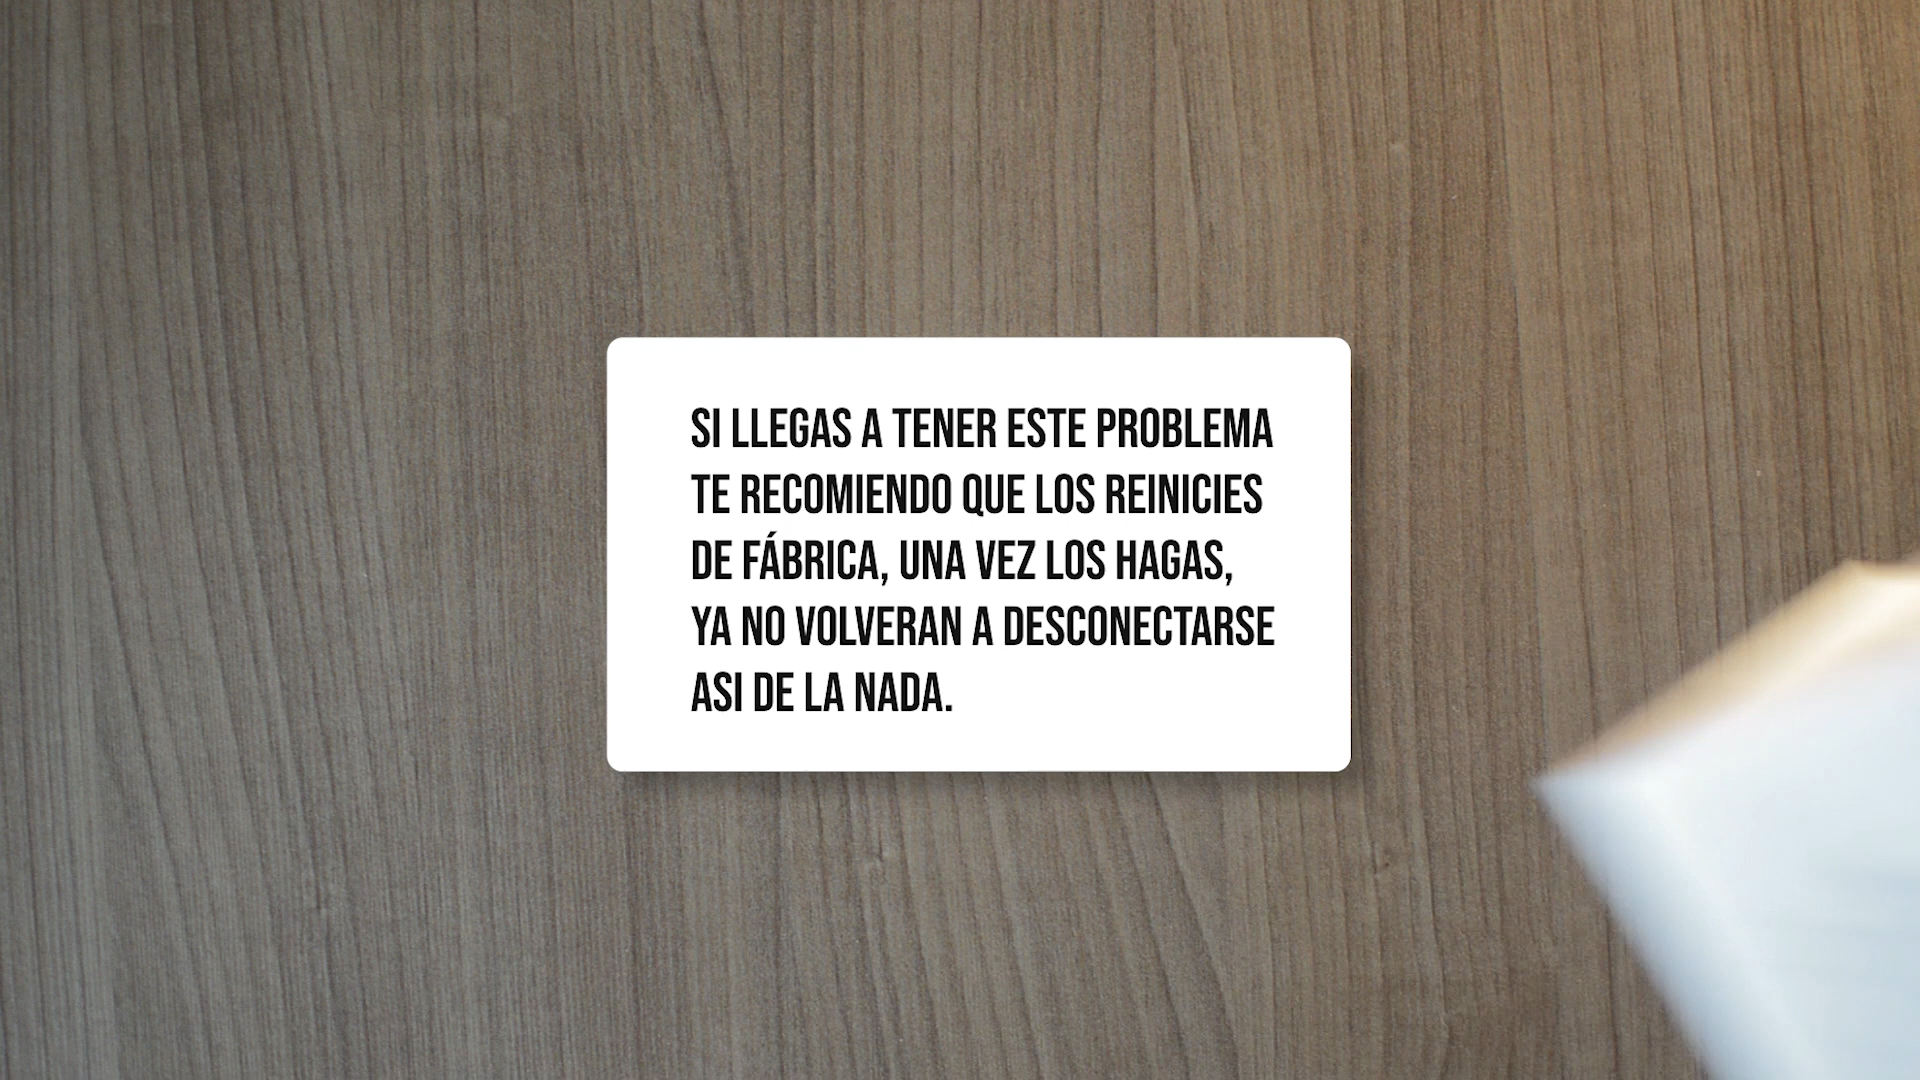 SI LLEGAS A TENER ESTE PROBLEMA
TE RECOMIENDO QUE LOS REINICIES
DE FÁBRICA, UNA VEZ LOS HAGAS,
YA NO VOLVERAN A DESCONECTARSE
ASI DE LA NADA.